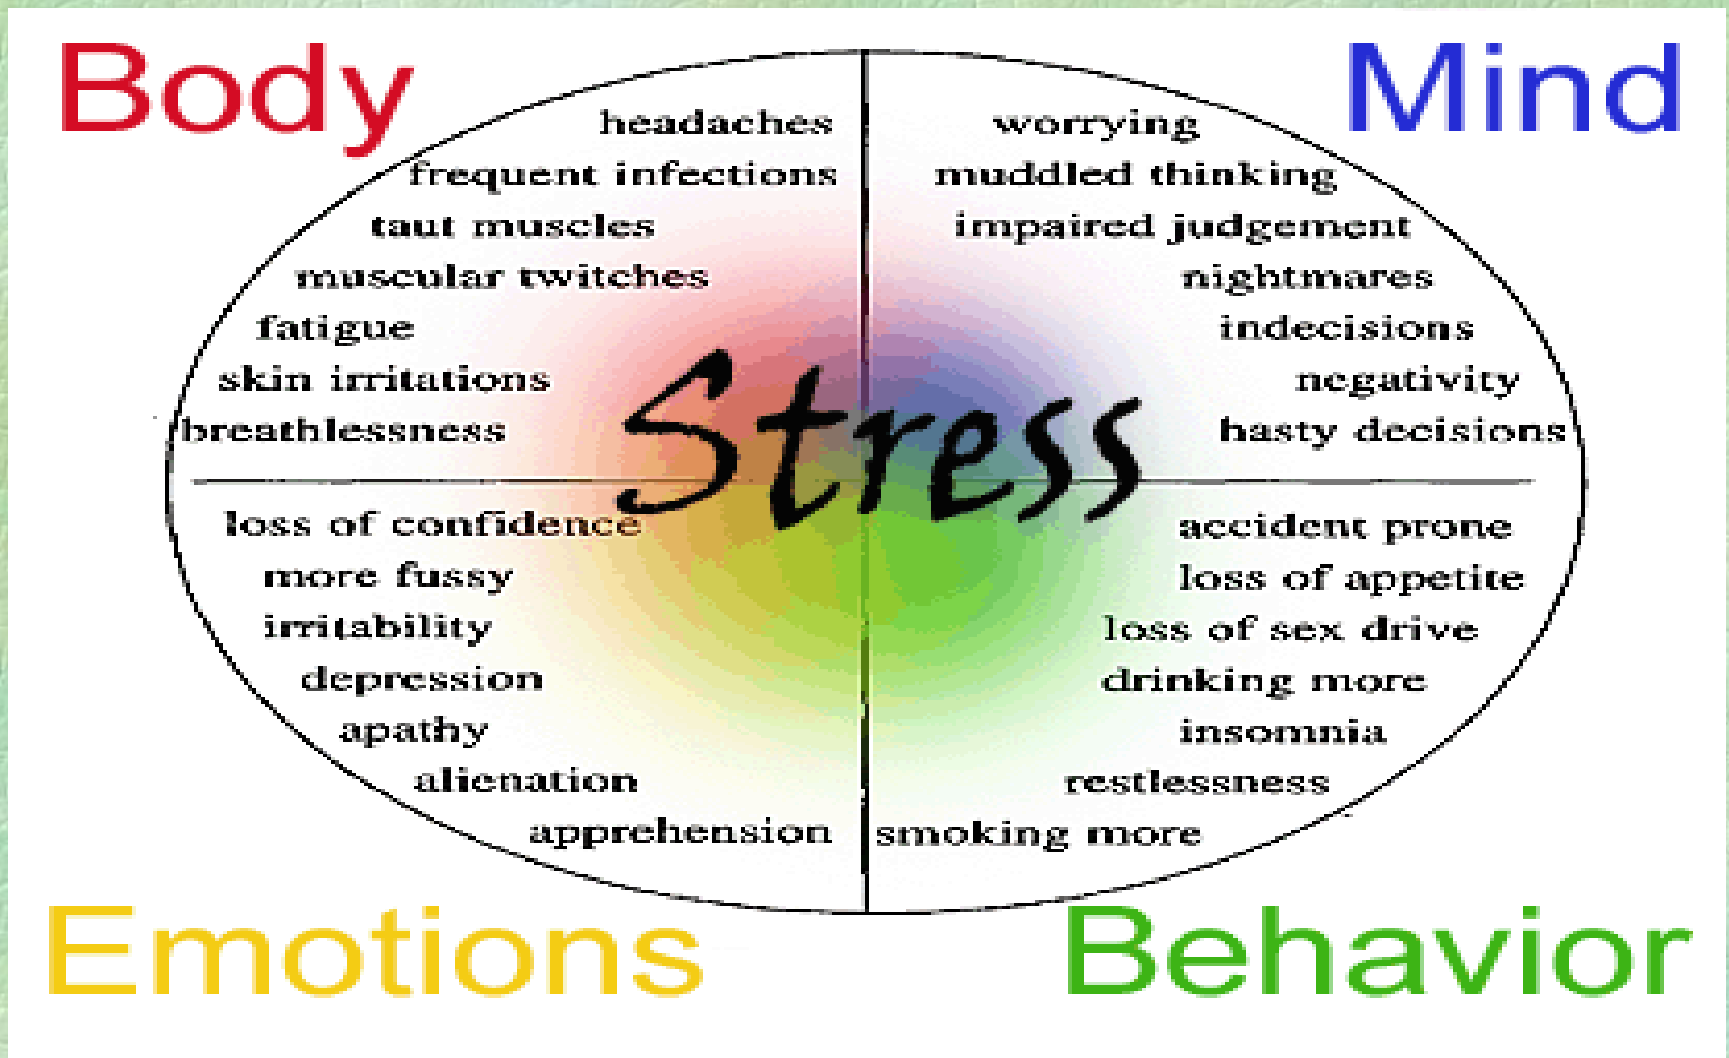 Body
headaches
frequent infections
taut muscles
muscular twitches
fatigue
skin irritations
breathlessness
Mind
worrying
muddled thinking
impaired judgement
nightmares
indecisions
negativity
hasty decisions
Stress
loss of confidence
more fussy
irritability
depression
apathy
alienation
apprehension
Emotions
accident prone
loss of appetite
loss of sex drive
drinking more
insomnia
restlessness
smoking more
Behavior